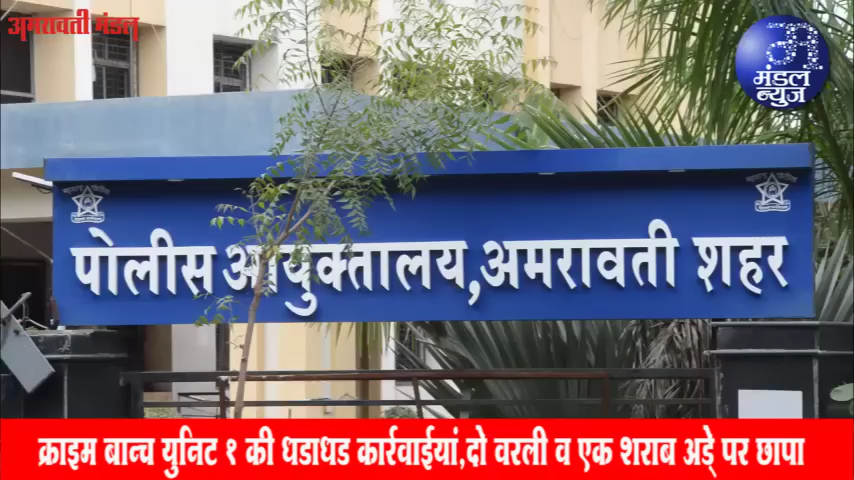 अमरावती मंडल
मंडल
न्युज
पोलीस आयुक्तालय,अमरावती शहर
क्राइम बान्च युनिट १ की धडाधड कार्रवाईयां,दो वरली व एक शराब अड्डे पर छापा